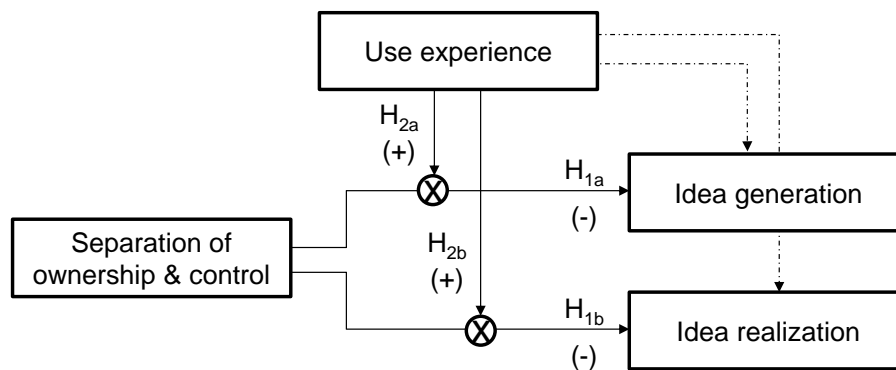 Use experience
H2a
(+)
H1a
Idea generation
(-)
Separation of
ownership & control
H2b
(+)
H1b
Idea realization
(-)
X
X